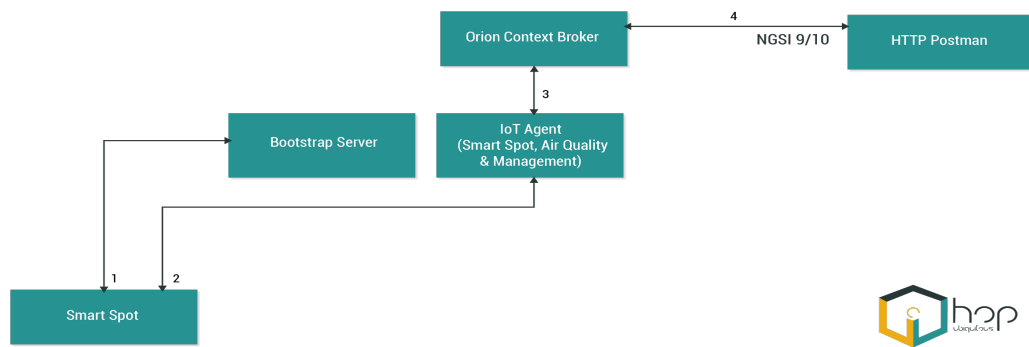 4
Orion Context Broker
NGSI 9/10
HTTP Postman
3
Bootstrap Server
IoT Agent
(Smart Spot, Air Quality
& Management)
1
2
Smart Spot
hop
ubiquitous